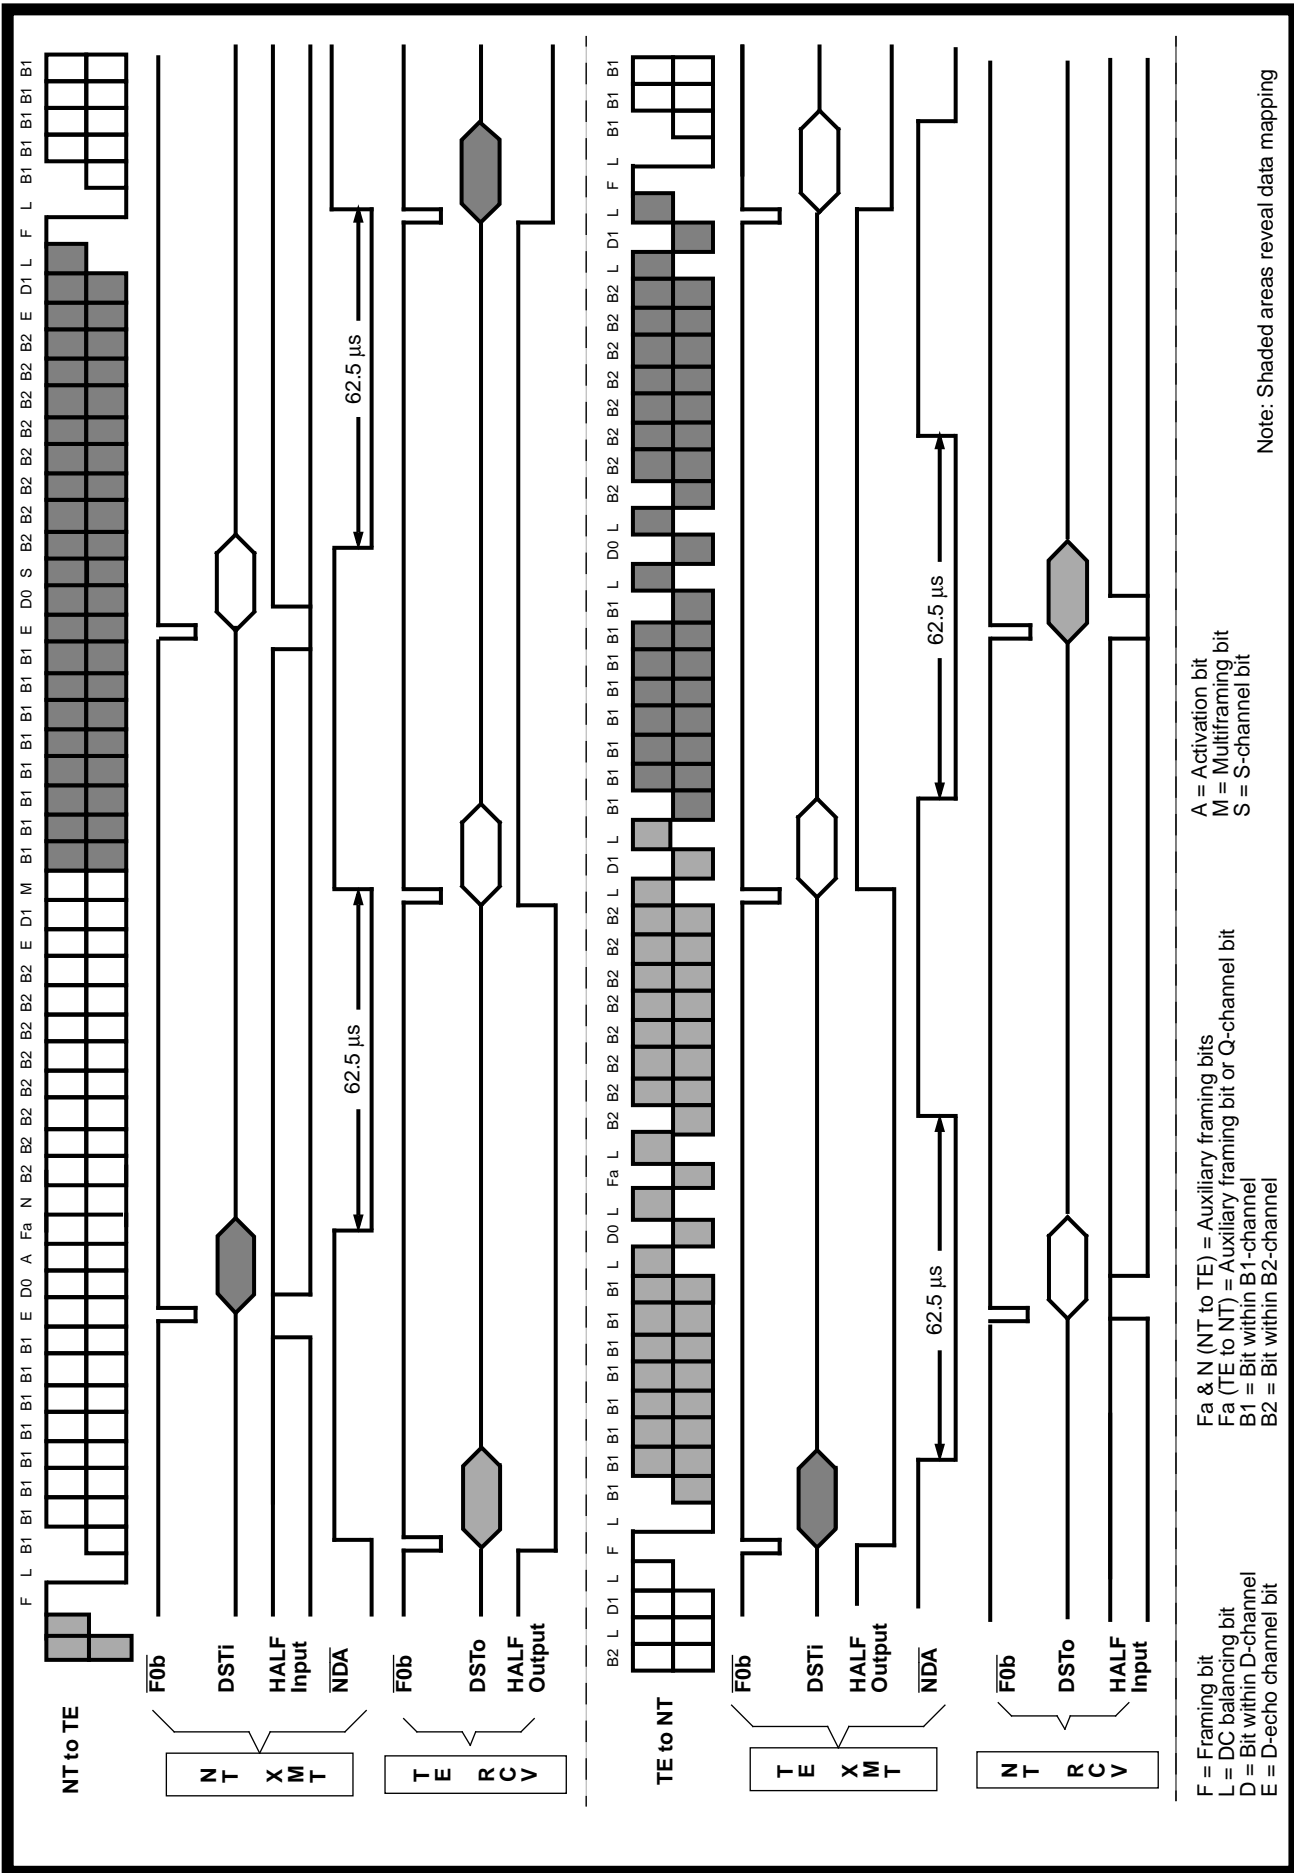 NT to TE
F L B1 B1 B1 B1 B1 B1 B1 B1 E D0 A Fa N B2 B2 B2 B2 B2 B2 B2 B2 E D1 M B1 B1 B1 B1 B1 B1 B1 B1 E D0 S B2 B2 B2 B2 B2 B2 B2 B2 E D1 L F L B1 B1 B1 B1 B1
NT XMT
F0b
DSTi
HALF
Input
NDA
62.5 µs 62.5 µs
TE RCV
F0b
DSTo
HALF
Output
TE to NT
B2 L D1 L F L B1 B1 B1 B1 B1 B1 B1 B1 L D0 L Fa L B2 B2 B2 B2 B2 B2 B2 B2 L D1 L B1 B1 B1 B1 B1 B1 B1 B1 L D0 L B2 B2 B2 B2 B2 B2 B2 B2 L D1 L F L B1 B1 B1
TE XMT
F0b
DSTi
HALF
Output
NDA
62.5 µs 62.5 µs
NT RCV
F0b
DSTo
HALF
Input
F = Framing bit
L = DC balancing bit
D = Bit within D-channel
E = D-echo channel bit
Fa & N (NT to TE) = Auxiliary framing bits
Fa (TE to NT) = Auxiliary framing bit or Q-channel bit
B1 = Bit within B1-channel
B2 = Bit within B2-channel
A = Activation bit
M = Multiframing bit
S = S-channel bit
Note: Shaded areas reveal data mapping